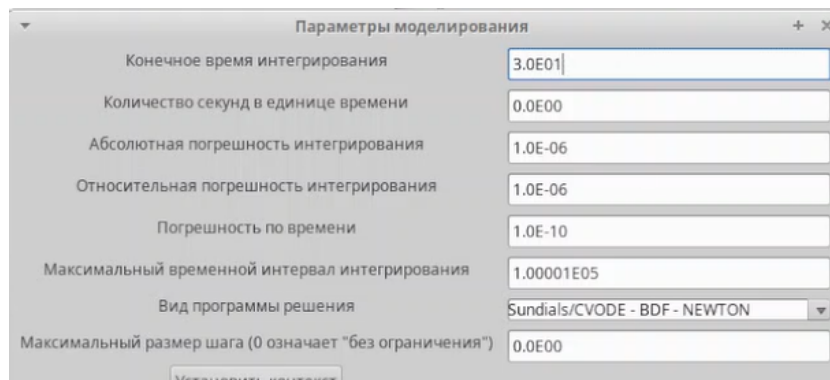 Параметры моделирования
Конечное время интегрирования 3.0E01
Количество секунд в единице времени 0.0E00
Абсолютная погрешность интегрирования 1.0E-06
Относительная погрешность интегрирования 1.0E-06
Погрешность по времени 1.0E-10
Максимальный временной интервал интегрирования 1.00001E05
Вид программы решения Sundials/CVODE - BDF - NEWTON
Максимальный размер шага (0 означает "без ограничения") 0.0E00
Установить контекст